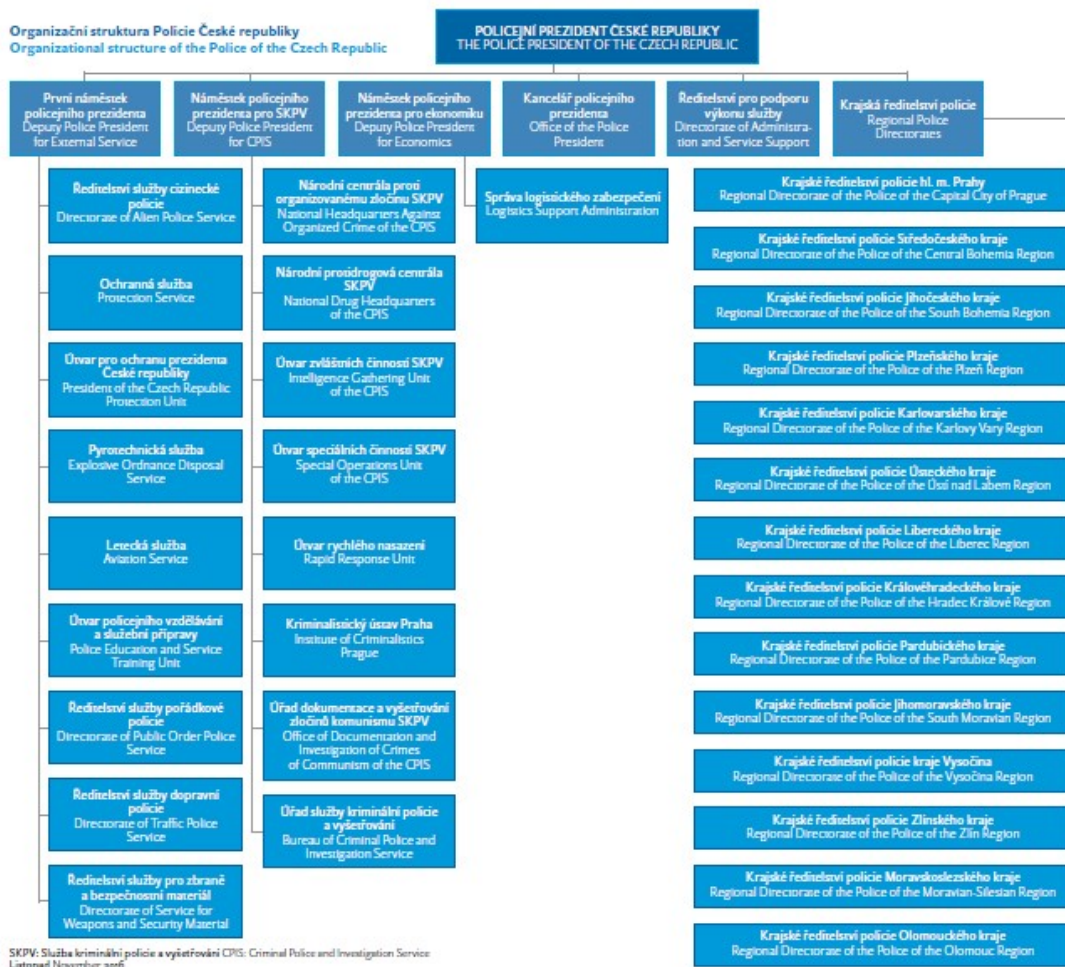 Organizační struktura Policie České republiky
Organizational structure of the Police of the Czech Republic
POLICEJNÍ PREZIDENT ČESKÉ REPUBLIKY
THE POLICE PRESIDENT OF THE CZECH REPUBLIC
První náměstek
policejního prezidenta
Deputy Police President
for External Service
Náměstek policejního
prezidenta pro SKPV
Deputy Police President
for CPIS
Náměstek policejního
prezidenta pro ekonomiku
Deputy Police President
for Economics
Kancelář policejního
prezidenta
Office of the Police
President
Ředitelství pro podporu
výkonu služby
Directorate of Administra-
tion and Service Support
Krajská ředitelství policie
Regional Police
Directorates
Ředitelství služby cizinecké
policie
Directorate of Alien Police Service
Ochranná služba
Protection Service
Útvar pro ochranu prezidenta
České republiky
President of the Czech Republic
Protection Unit
Pyrotechnická služba
Explosive Ordnance Disposal
Service
Letecká služba
Aviation Service
Útvar policejního vzdělávání
a služební přípravy
Police Education and Service
Training Unit
Ředitelství služby pořádkové
policie
Directorate of Public Order Police
Service
Ředitelství služby dopravní
policie
Directorate of Traffic Police
Service
Ředitelství služby pro zbraně
a bezpečnostní materiál
Directorate of Service for
Weapons and Security Material
Národní centrála proti
organizovanému zločinu SKPV
National Headquarters Against
Organized Crime of the CPIS
Národní protidrogová centrála
SKPV
National Drug Headquarters
of the CPIS
Útvar zvláštních činností SKPV
Intelligence Gathering Unit
of the CPIS
Útvar speciálních činností SKPV
Special Operations Unit
of the CPIS
Útvar rychlého nasazení
Rapid Response Unit
Kriminalistický ústav Praha
Institute of Criminalistics
Prague
Úřad dokumentace a vyšetřování
zločinů komunismu SKPV
Office of Documentation and
Investigation of Crimes
of Communism of the CPIS
Úřad služby kriminální policie
a vyšetřování
Bureau of Criminal Police and
Investigation Service
Správa logistického zabezpečení
Logistics Support Administration
Krajské ředitelství policie hl. m. Prahy
Regional Directorate of the Police of the Capital City of Prague
Krajské ředitelství policie Středočeského kraje
Regional Directorate of the Police of the Central Bohemia Region
Krajské ředitelství policie Jihočeského kraje
Regional Directorate of the Police of the South Bohemia Region
Krajské ředitelství policie Plzeňského kraje
Regional Directorate of the Police of the Plzeň Region
Krajské ředitelství policie Karlovarského kraje
Regional Directorate of the Police of the Karlovy Vary Region
Krajské ředitelství policie Ústeckého kraje
Regional Directorate of the Police of the Ústí nad Labem Region
Krajské ředitelství policie Libereckého kraje
Regional Directorate of the Police of the Liberec Region
Krajské ředitelství policie Královéhradeckého kraje
Regional Directorate of the Police of the Hradec Králové Region
Krajské ředitelství policie Pardubického kraje
Regional Directorate of the Police of the Pardubice Region
Krajské ředitelství policie Jihomoravského kraje
Regional Directorate of the Police of the South Moravian Region
Krajské ředitelství policie kraje Vysočina
Regional Directorate of the Police of the Vysočina Region
Krajské ředitelství policie Zlínského kraje
Regional Directorate of the Police of the Zlín Region
Krajské ředitelství policie Moravskoslezského kraje
Regional Directorate of the Police of the Moravian-Silesian Region
Krajské ředitelství policie Olomouckého kraje
Regional Directorate of the Police of the Olomouc Region
SKPV: Služba kriminální policie a vyšetřování CPIS: Criminal Police and Investigation Service
Listopad November 2016